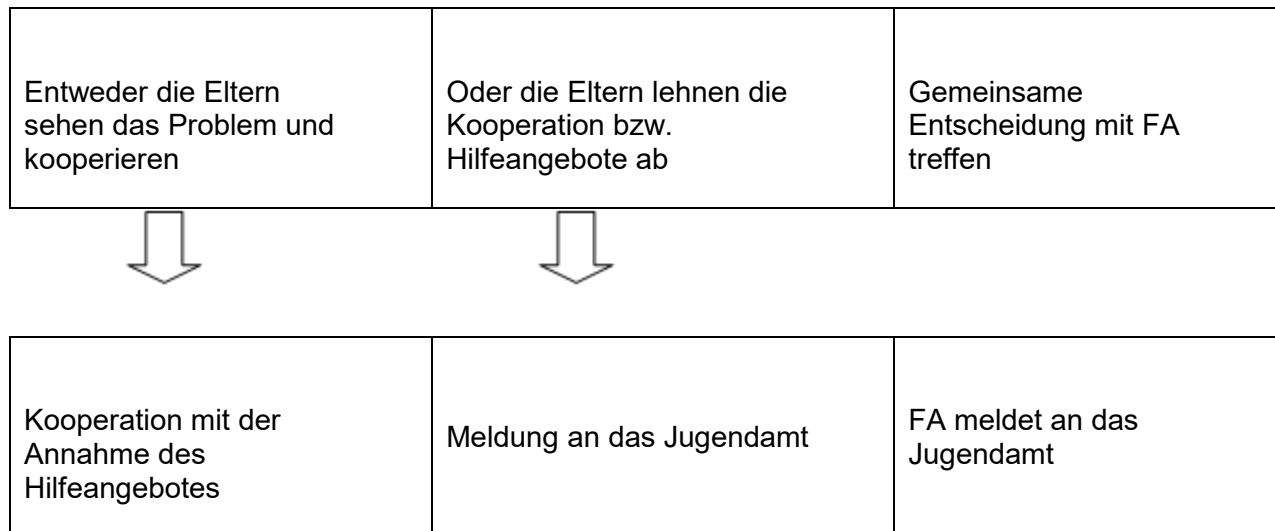 Entweder die Eltern
sehen das Problem und
kooperieren
Oder die Eltern lehnen die
Kooperation bzw.
Hilfeangebote ab
Gemeinsame
Entscheidung mit FA
treffen
Kooperation mit der
Annahme des
Hilfeangebotes
Meldung an das Jugendamt
FA meldet an das
Jugendamt